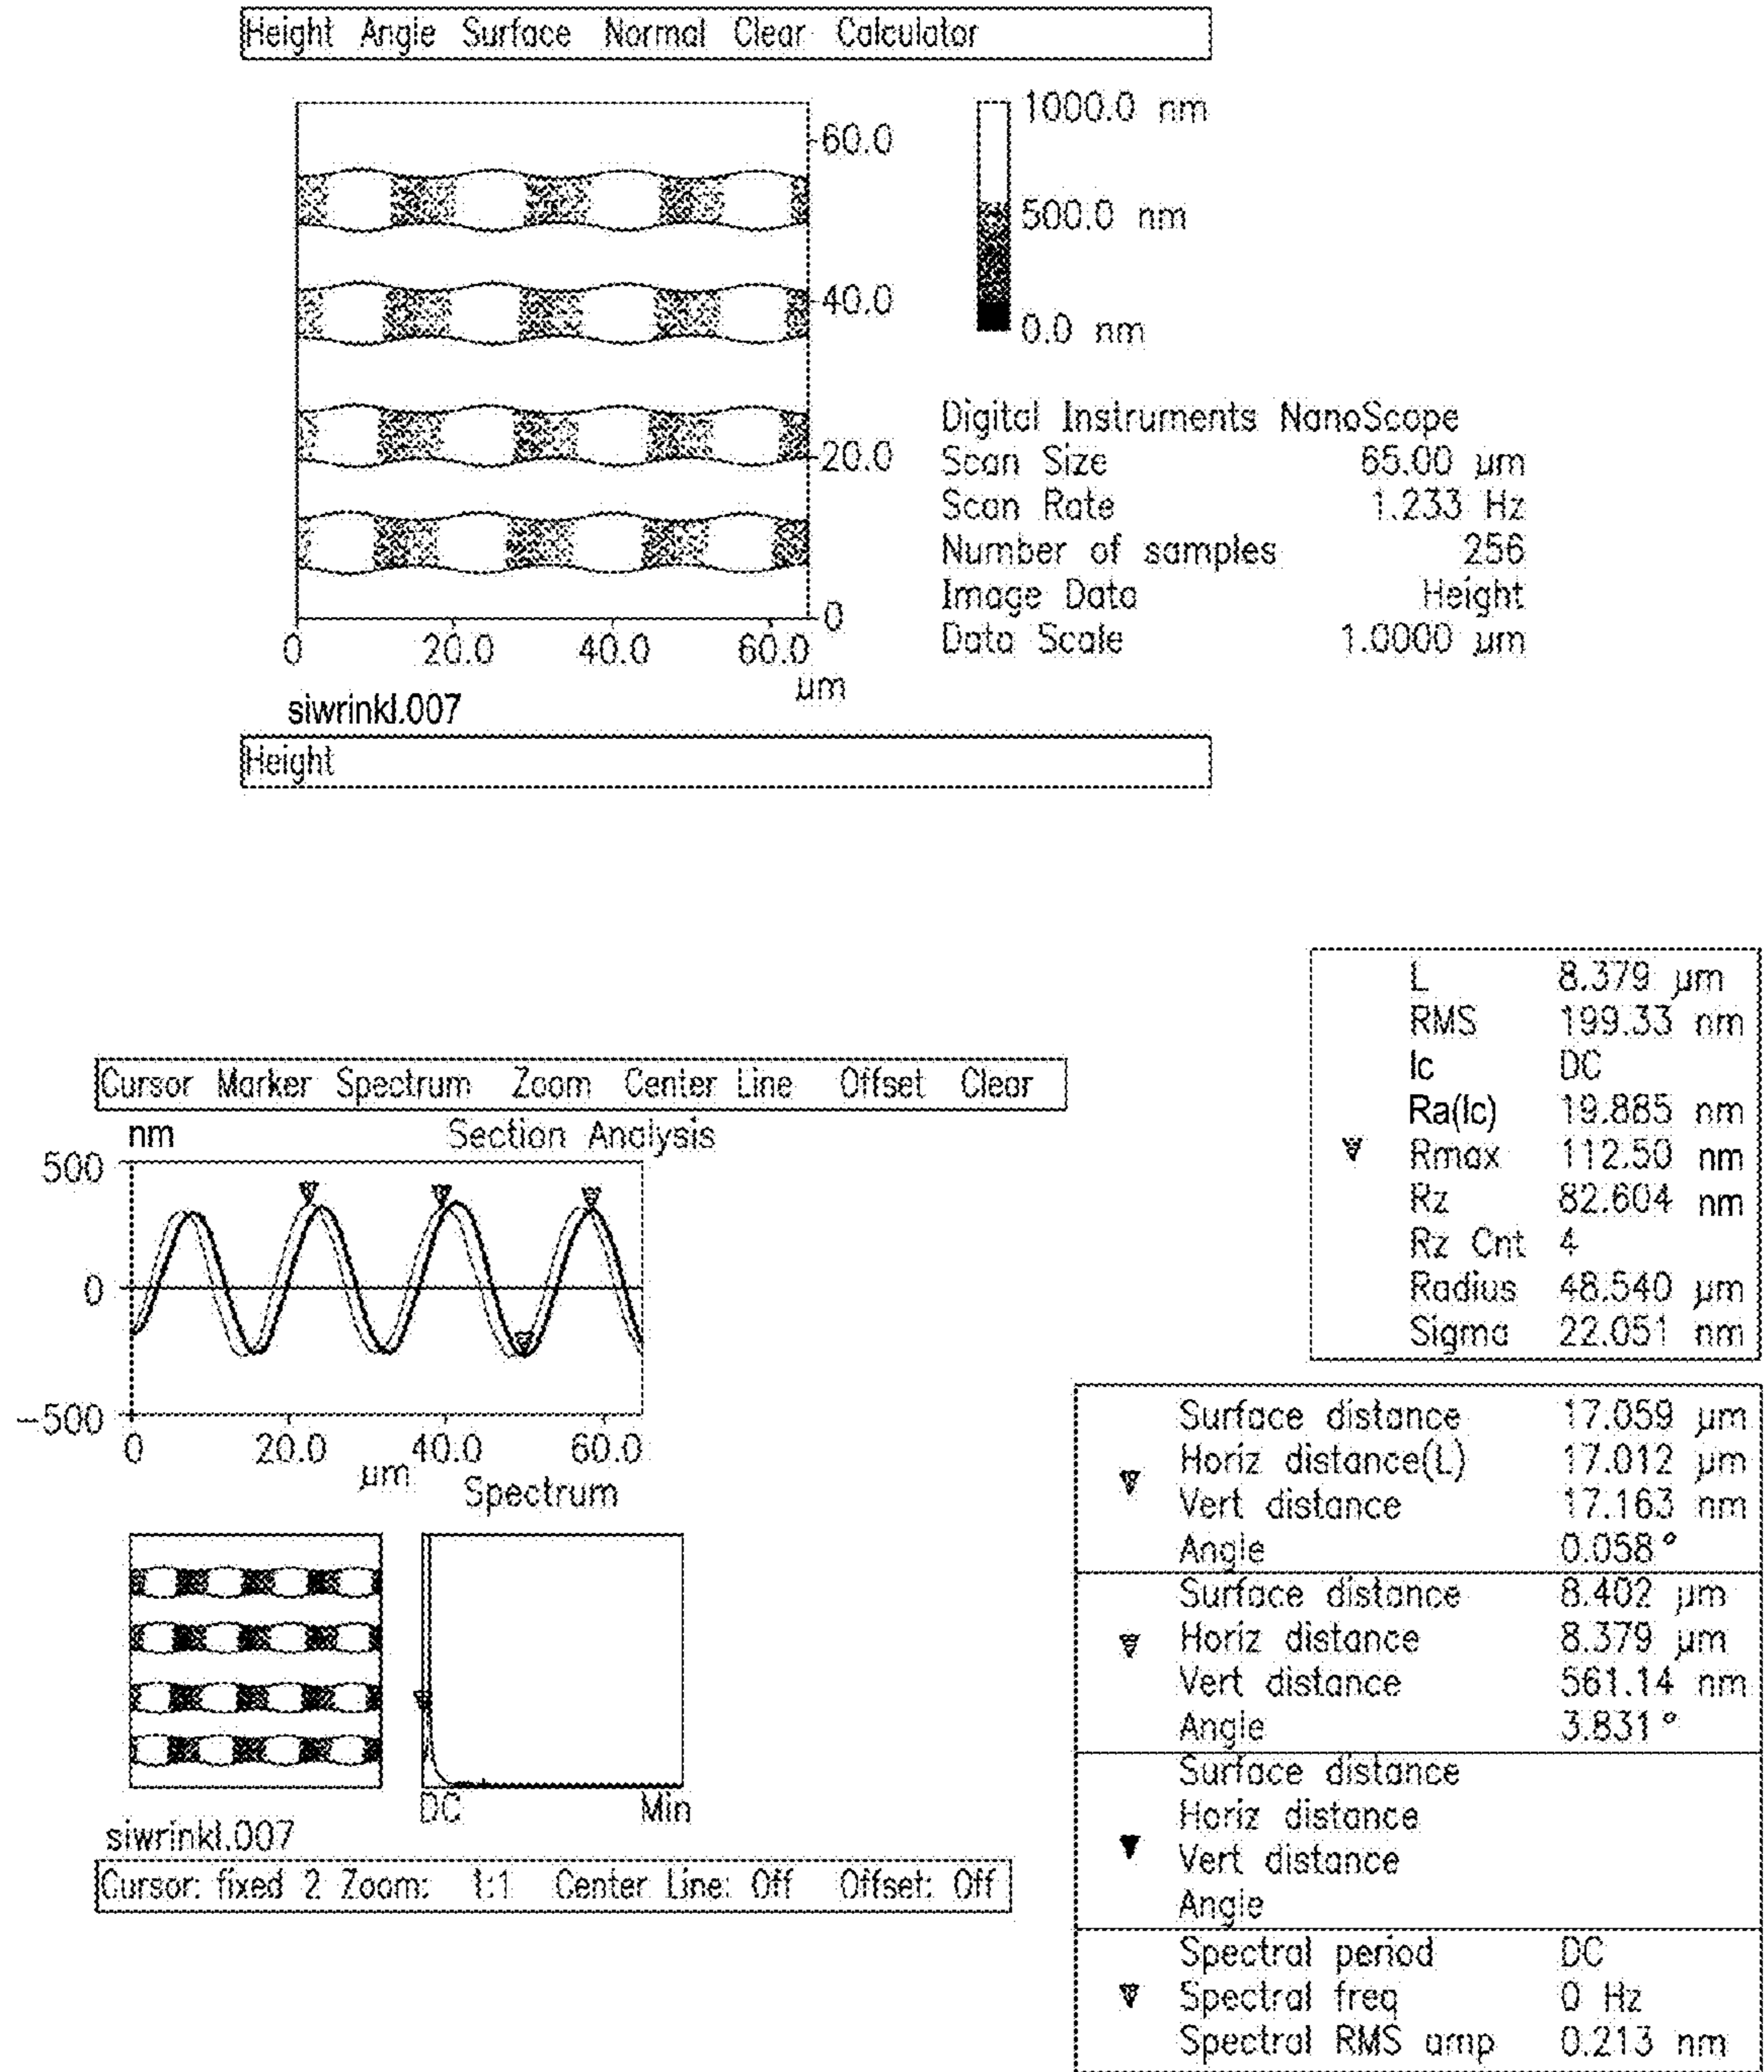 Height Angle Surface Normal Clear Calculator
1000.0 nm
60.0
500.0 nm
40.0
0.0 nm
Digital Instruments NanoScope
20.0
Scan Size 65.00 µm
Scan Rate 1.233 Hz
Number of samples 256
Image Data Height
0
Data Scale 1.0000 µm
0 20.0 40.0 60.0
µm
siwrinkl.007
Height
L 8.379 µm
RMS 199.33 nm
lc DC
Ra(lc) 19.885 nm
Rmax 112.50 nm
Rz 82.604 nm
Rz Cnt 4
Radius 48.540 µm
Sigma 22.051 nm
Cursor Marker Spectrum Zoom Center Line Offset Clear
nm Section Analysis
500
0
-500
0 20.0 40.0 60.0
µm
Spectrum
DC Min
siwrinkl.007
Cursor: fixed 2 Zoom: 1:1 Center Line: Off Offset: Off
Surface distance 17.059 µm
Horiz distance(L) 17.012 µm
Vert distance 17.163 nm
Angle 0.058°
Surface distance 8.402 µm
Horiz distance 8.379 µm
Vert distance 561.14 nm
Angle 3.831°
Surface distance
Horiz distance
Vert distance
Angle
Spectral period DC
Spectral freq 0 Hz
Spectral RMS amp 0.213 nm